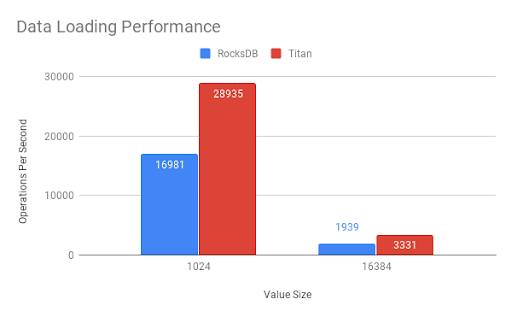 Data Loading Performance
RocksDB Titan
30000
20000
10000
0
Operations Per Second
28935
16981
1939
3331
1024 16384
Value Size